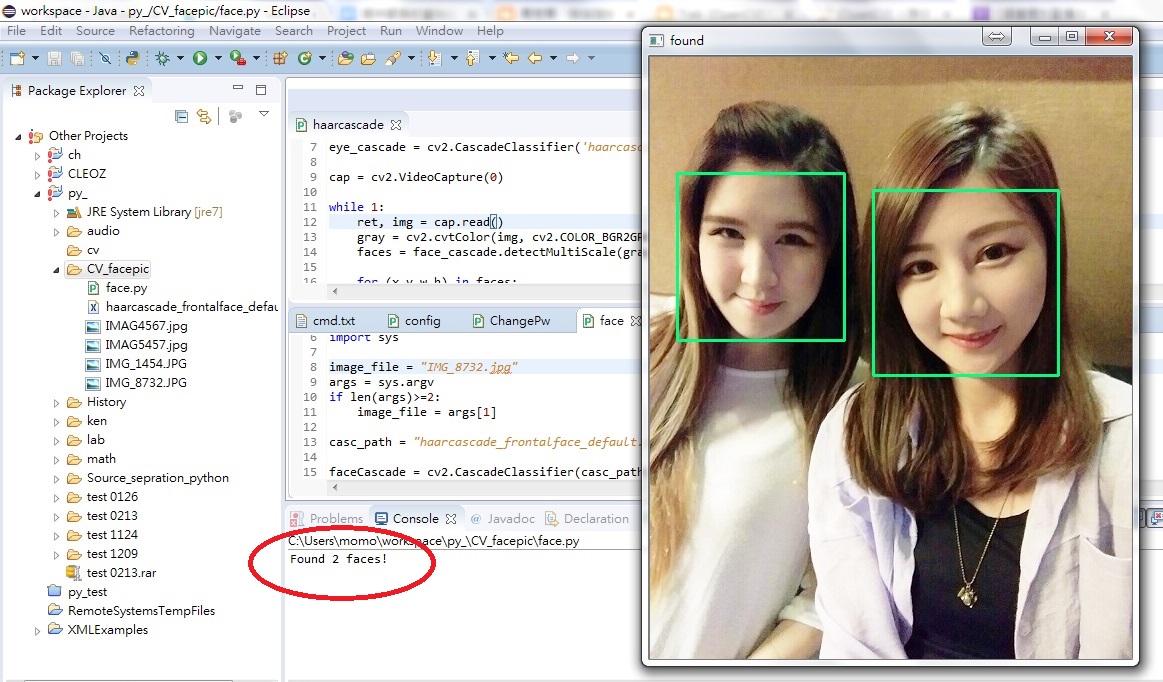 workspace - Java - py_/CV_facepic/face.py - Eclipse
File Edit Source Refactoring Navigate Search Project Run Window Help
Package Explorer
Other Projects
ch
CLEOZ
py_
JRE System Library [jre7]
audio
cv
CV_facepic
face.py
haarcascade_frontalface_defau
IMAG4567.jpg
IMAG5457.jpg
IMG_1454.JPG
IMG_8732.JPG
History
ken
lab
math
Source_sepration_python
test 0126
test 0213
test 1124
test 1209
test 0213.rar
py_test
RemoteSystemsTempFiles
XMLExamples
haarcascade
7 eye_cascade = cv2.CascadeClassifier('haarcasc
8
9 cap = cv2.VideoCapture(0)
10
11 while 1:
12 ret, img = cap.read()
13 gray = cv2.cvtColor(img, cv2.COLOR_BGR2GR
14 faces = face_cascade.detectMultiScale(gra
15
16 for (x,y,w,h) in faces:
cmd.txt config ChangePw face
6 import sys
7
8 image_file = "IMG_8732.jpg"
9 args = sys.argv
10 if len(args)>=2:
11 image_file = args[1]
12
13 casc_path = "haarcascade_frontalface_default.
14
15 faceCascade = cv2.CascadeClassifier(casc_path
Problems Console @ Javadoc Declaration
C:\Users\momo\workspace\py_\CV_facepic\face.py
Found 2 faces!
found